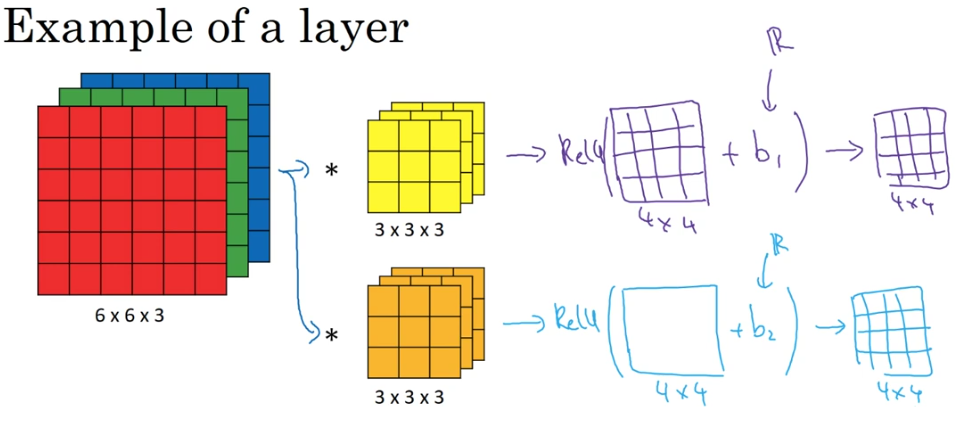 Example of a layer
ℝ
* → Relu( + b₁ ) →
3 x 3 x 3
4x4
4x4
6 x 6 x 3
ℝ
* → Relu( + b₂ ) →
3 x 3 x 3
4x4
4x4